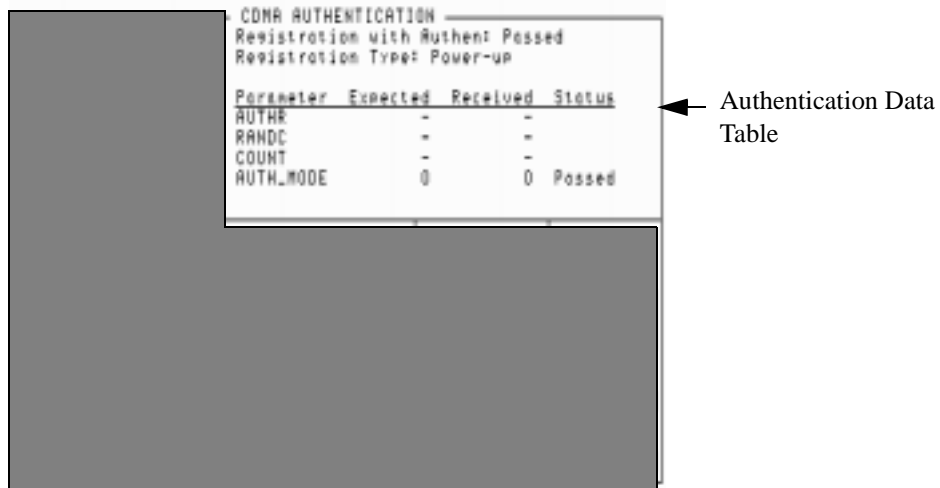 CDMA AUTHENTICATION
Registration with Authen: Passed
Registration Type: Power-up
Parameter Expected Received Status
AUTHR - -
RANDC - -
COUNT - -
AUTH_MODE 0 0 Passed
Authentication Data
Table